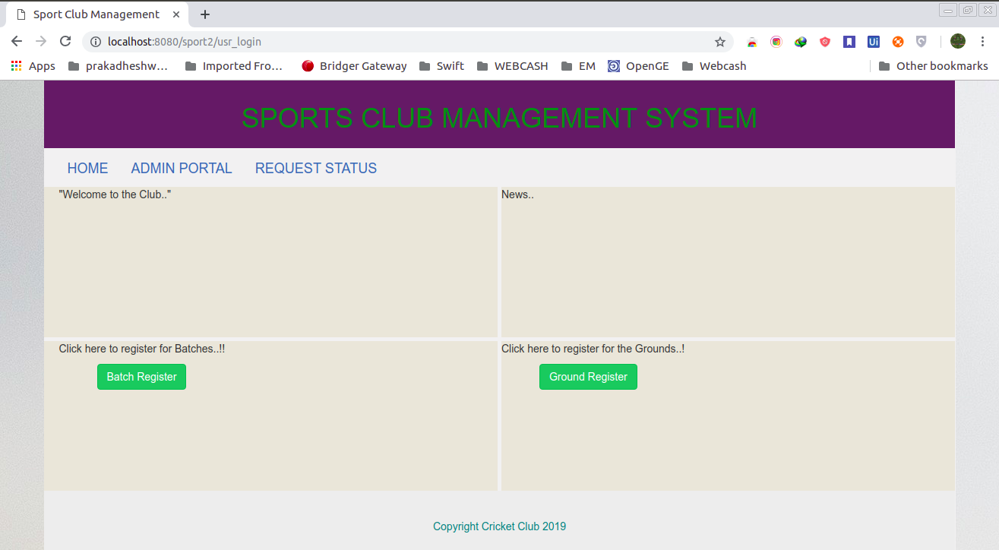 Sport Club Management
localhost:8080/sport2/usr_login
Apps prakadheshw... Imported Fro... Bridger Gateway Swift WEBCASH EM OpenGE Webcash Other bookmarks
SPORTS CLUB MANAGEMENT SYSTEM
HOME ADMIN PORTAL REQUEST STATUS
"Welcome to the Club.." News..
Click here to register for Batches..!! Click here to register for the Grounds..!
Batch Register Ground Register
Copyright Cricket Club 2019